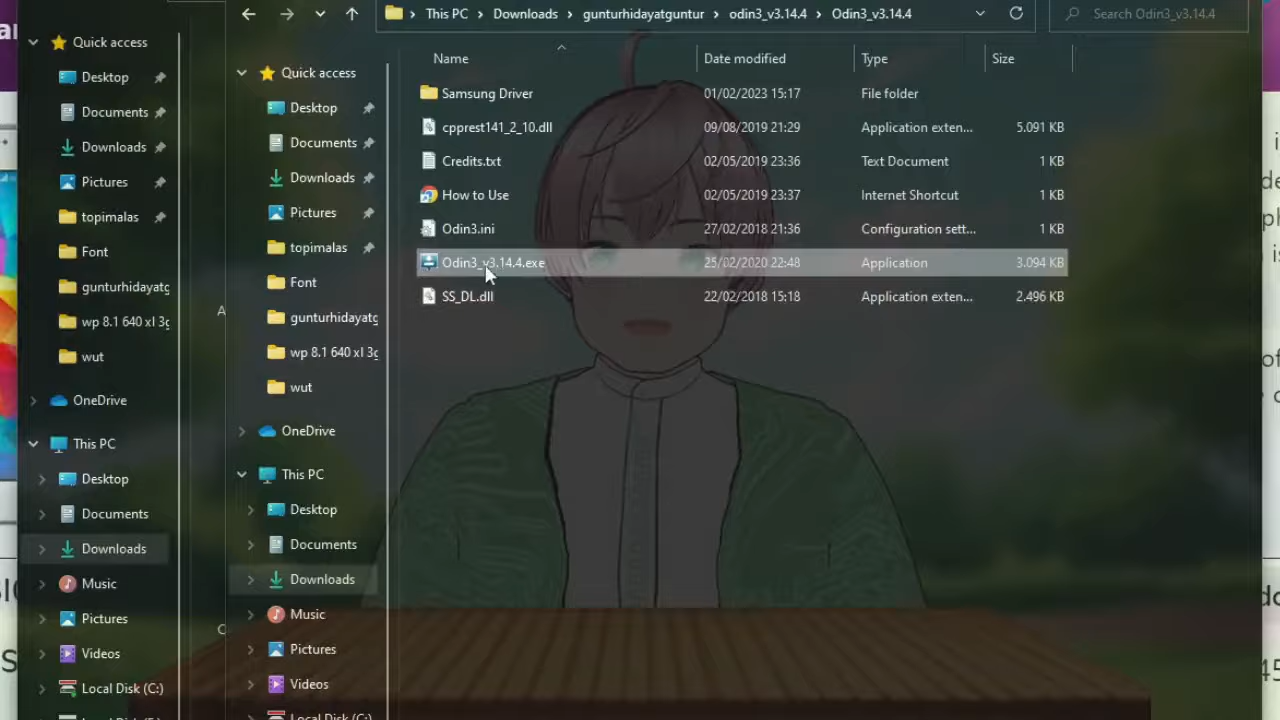 This PC > Downloads > gunturhidayatguntur > odin3_v3.14.4 > Odin3_v3.14.4
Search Odin3_v3.14.4
Quick access
Desktop
Documents
Downloads
Pictures
topimalas
Font
gunturhidayatg
wp 8.1 640 xl 3g
wut
OneDrive
This PC
Desktop
Documents
Downloads
Music
Pictures
Videos
Local Disk (C:)
Quick access
Desktop
Documents
Downloads
Pictures
topimalas
Font
gunturhidayatg
wp 8.1 640 xl 3g
wut
OneDrive
This PC
Desktop
Documents
Downloads
Music
Pictures
Videos
Local Disk (C:)
Name Date modified Type Size
Samsung Driver 01/02/2023 15:17 File folder
cpprest141_2_10.dll 09/08/2019 21:29 Application exten... 5.091 KB
Credits.txt 02/05/2019 23:36 Text Document 1 KB
How to Use 02/05/2019 23:37 Internet Shortcut 1 KB
Odin3.ini 27/02/2018 21:36 Configuration sett... 1 KB
Odin3_v3.14.4.exe 25/02/2020 22:48 Application 3.094 KB
SS_DL.dll 22/02/2018 15:18 Application exten... 2.496 KB